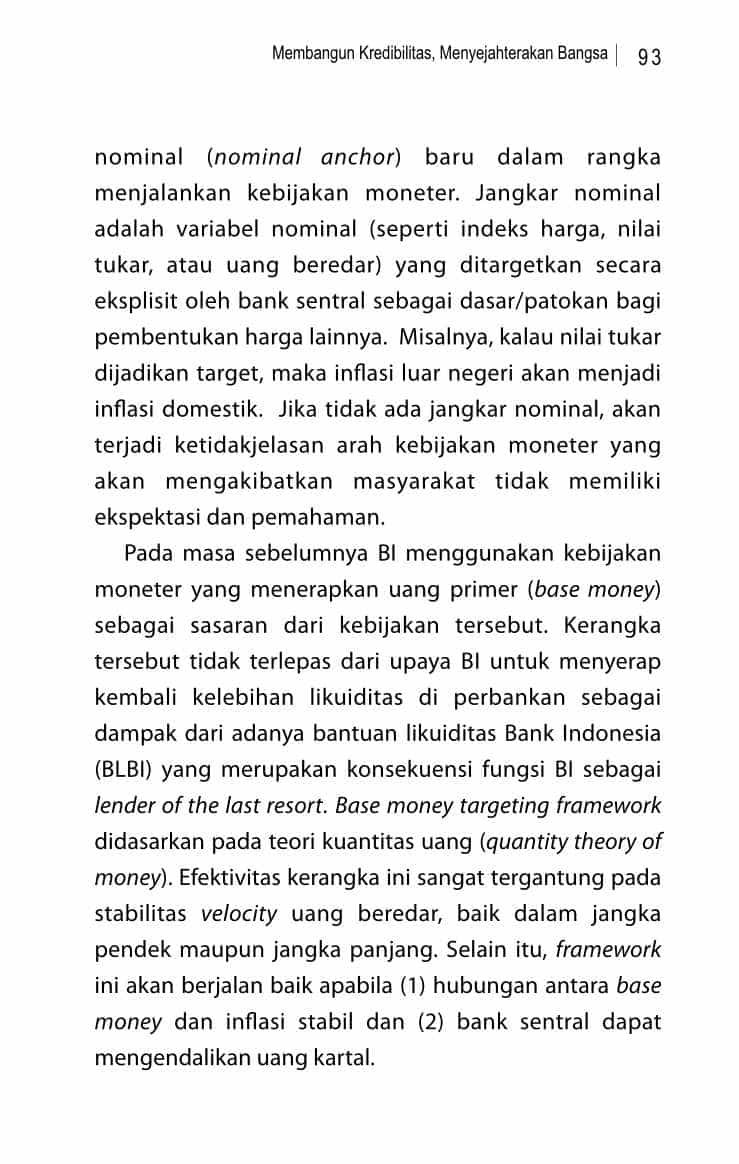 Membangun Kredibilitas, Menyejahterakan Bangsa | 93
nominal (nominal anchor) baru dalam rangka
menjalankan kebijakan moneter. Jangkar nominal
adalah variabel nominal (seperti indeks harga, nilai
tukar, atau uang beredar) yang ditargetkan secara
eksplisit oleh bank sentral sebagai dasar/patokan bagi
pembentukan harga lainnya. Misalnya, kalau nilai tukar
dijadikan target, maka inflasi luar negeri akan menjadi
inflasi domestik. Jika tidak ada jangkar nominal, akan
terjadi ketidakjelasan arah kebijakan moneter yang
akan mengakibatkan masyarakat tidak memiliki
ekspektasi dan pemahaman.
Pada masa sebelumnya BI menggunakan kebijakan
moneter yang menerapkan uang primer (base money)
sebagai sasaran dari kebijakan tersebut. Kerangka
tersebut tidak terlepas dari upaya BI untuk menyerap
kembali kelebihan likuiditas di perbankan sebagai
dampak dari adanya bantuan likuiditas Bank Indonesia
(BLBI) yang merupakan konsekuensi fungsi BI sebagai
lender of the last resort. Base money targeting framework
didasarkan pada teori kuantitas uang (quantity theory of
money). Efektivitas kerangka ini sangat tergantung pada
stabilitas velocity uang beredar, baik dalam jangka
pendek maupun jangka panjang. Selain itu, framework
ini akan berjalan baik apabila (1) hubungan antara base
money dan inflasi stabil dan (2) bank sentral dapat
mengendalikan uang kartal.